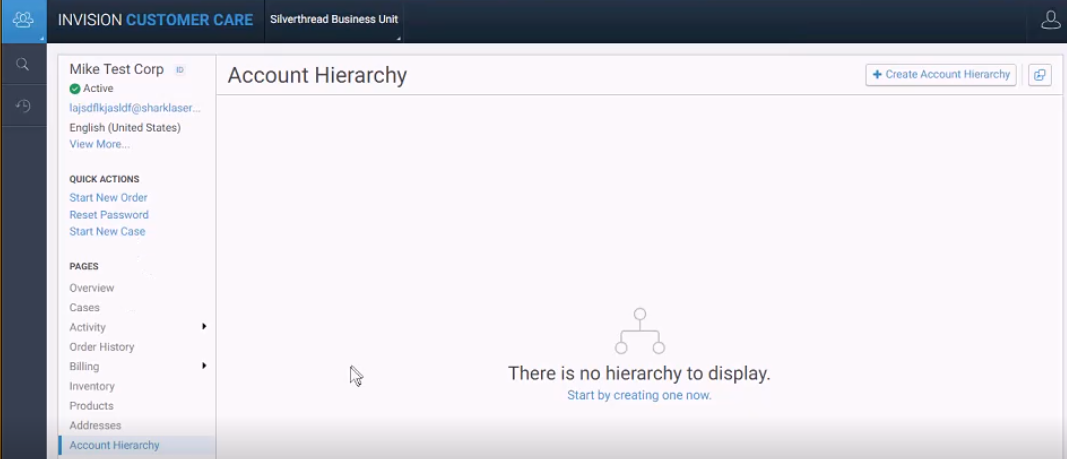 INVISION CUSTOMER CARE
Silverthread Business Unit
Mike Test Corp ID
Active
lajsdflkjasldf@sharklaser...
English (United States)
View More...
QUICK ACTIONS
Start New Order
Reset Password
Start New Case
PAGES
Overview
Cases
Activity
Order History
Billing
Inventory
Products
Addresses
Account Hierarchy
Account Hierarchy
+ Create Account Hierarchy
There is no hierarchy to display.
Start by creating one now.